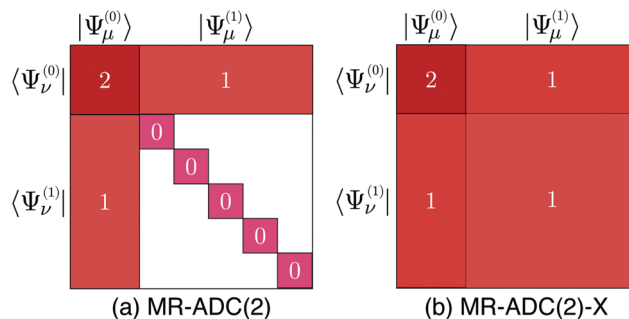 |Ψ_μ^(0)⟩ |Ψ_μ^(1)⟩ |Ψ_μ^(0)⟩ |Ψ_μ^(1)⟩
⟨Ψ_ν^(0)| 2 1 ⟨Ψ_ν^(0)| 2 1
0
0
⟨Ψ_ν^(1)| 1 0 ⟨Ψ_ν^(1)| 1 1
0
0
(a) MR-ADC(2) (b) MR-ADC(2)-X